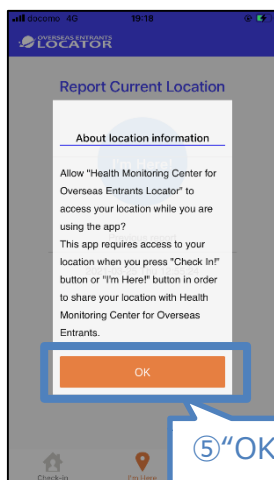 docomo 4G 19:18
OVERSEAS ENTRANTS
LOCATOR
Report Current Location
About location information
I'm Here!
Allow "Health Monitoring Center for
Overseas Entrants Locator" to
access your location while you are
using the app?
This app requires access to your
location when you press "Check In!"
button or "I'm Here!" button in order
to share your location with Health
Monitoring Center for Overseas
Entrants.
OK
⑤“OK
Check-in I'm Here